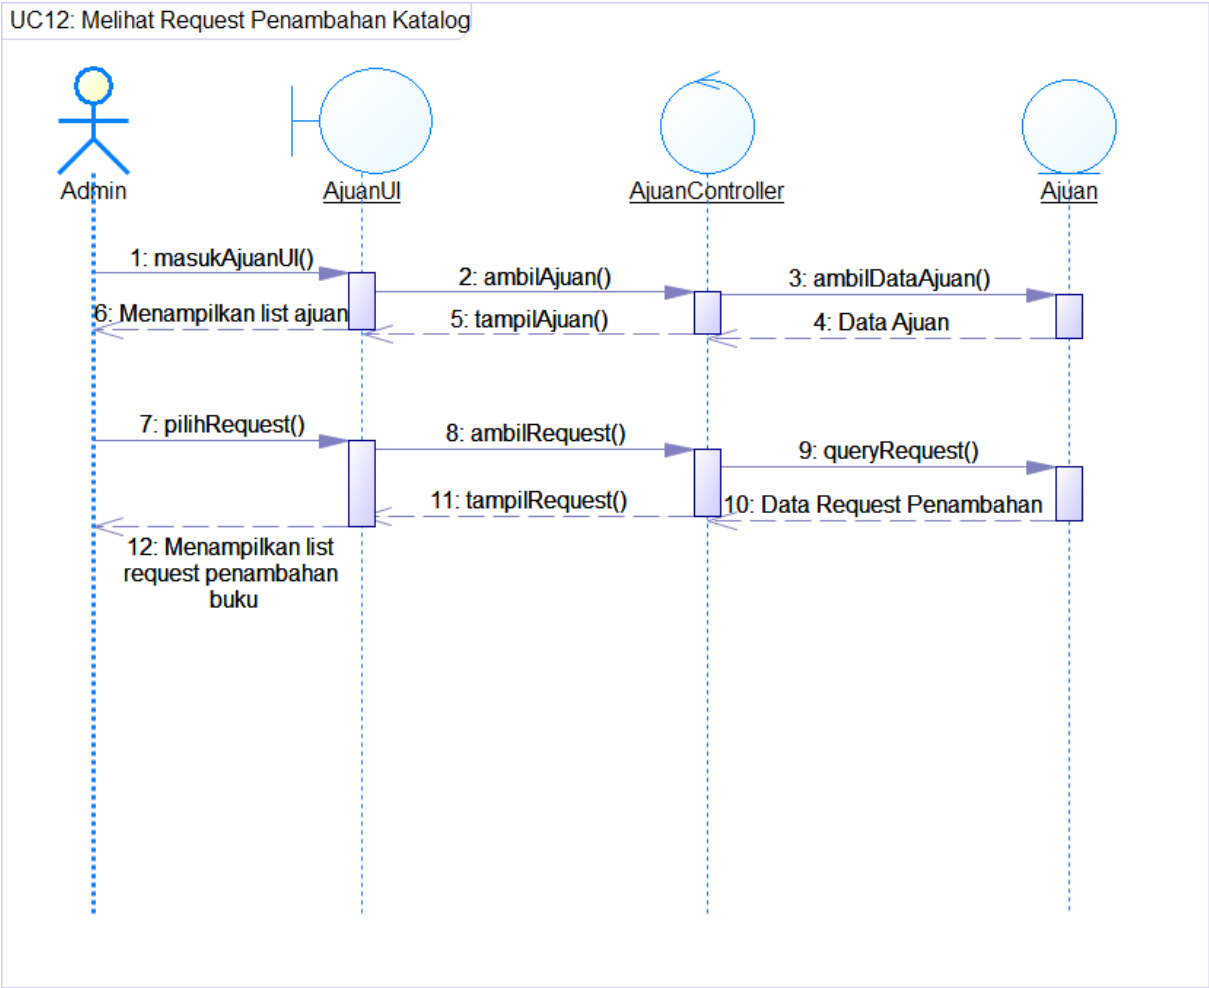 UC12: Melihat Request Penambahan Katalog
Admin
AjuanUI
AjuanController
Ajuan
1: masukAjuanUI()
2: ambilAjuan()
3: ambilDataAjuan()
6: Menampilkan list ajuan
5: tampilAjuan()
4: Data Ajuan
7: pilihRequest()
8: ambilRequest()
9: queryRequest()
11: tampilRequest()
10: Data Request Penambahan
12: Menampilkan list
request penambahan
buku